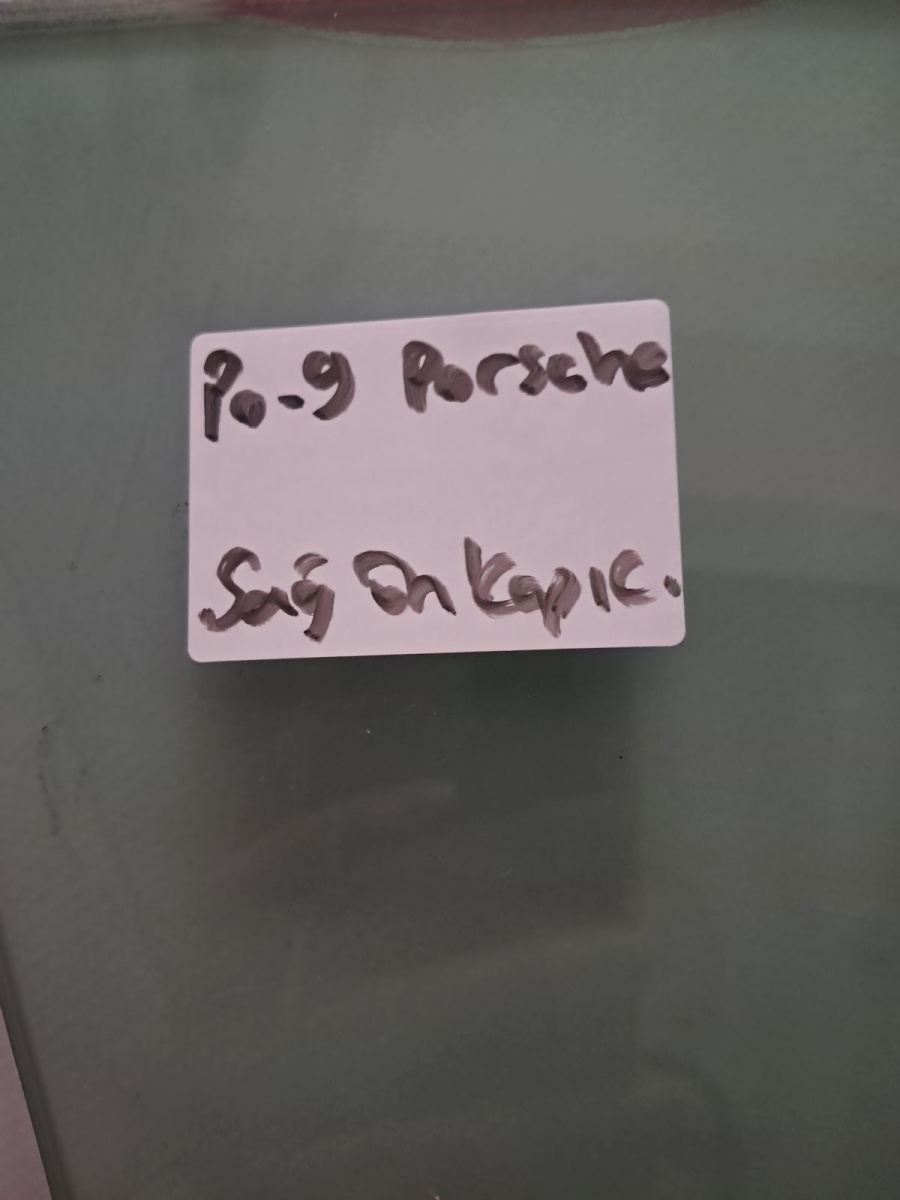 Po-9 Porsche
Sağ Ön Kapı C.